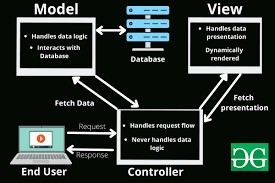 Model
View
• Handles data logic
• Interacts with
Database
Database
• Handles data
presentation
Dynamically
rendered
Fetch Data
Fetch
presentation
Request
Response
• Handles request flow
• Never handles data
logic
End User
Controller